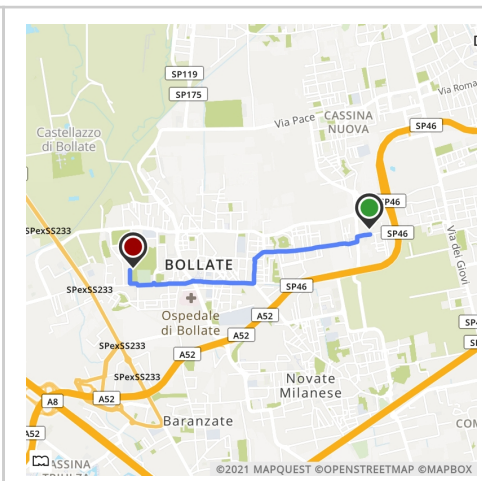 D
SP119
SP175
Via Roma
Via Pace
CASSINA
NUOVA
SP46
Castellazzo
di Bollate
SP46
SPexSS233
SP46
Via dei Giovi
BOLLATE
SPexSS233
SP46
Ospedale
di Bollate
A52
SP4
A52
SPexSS233
A52
SPexSS233
Novate
Milanese
A52
A8
Baranzate
COM
A52
©2021 MAPQUEST ©OPENSTREETMAP ©MAPBOX